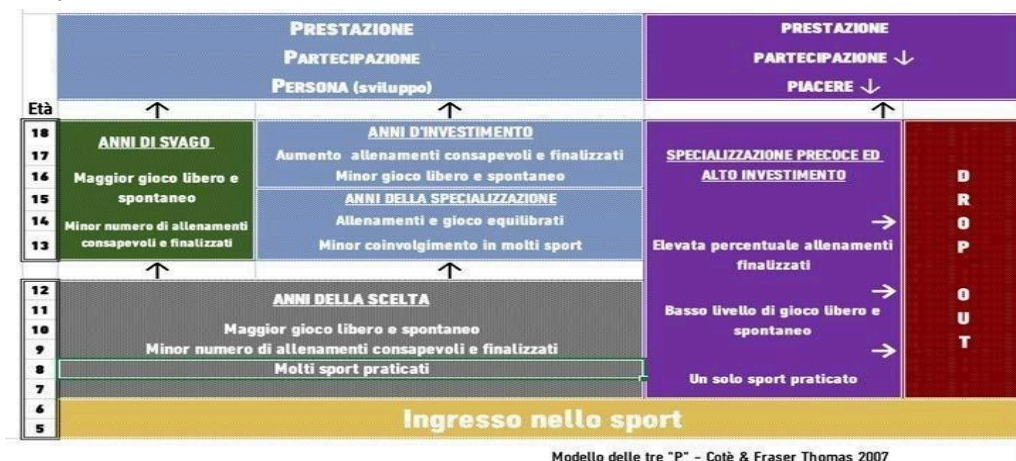 PRESTAZIONE
PARTECIPAZIONE
PERSONA (sviluppo)
PRESTAZIONE
PARTECIPAZIONE ↓
PIACERE ↓
Età
18
17
16
15
14
13
12
11
10
9
8
7
6
5
ANNI DI SVAGO
Maggior gioco libero e
spontaneo
Minor numero di allenamenti
consapevoli e finalizzati
ANNI D'INVESTIMENTO
Aumento allenamenti consapevoli e finalizzati
Minor gioco libero e spontaneo
ANNI DELLA SPECIALIZZAZIONE
Allenamenti e gioco equilibrati
Minor coinvolgimento in molti sport
SPECIALIZZAZIONE PRECOCE ED
ALTO INVESTIMENTO
Elevata percentuale allenamenti
finalizzati
Basso livello di gioco libero e
spontaneo
Un solo sport praticato
DROP OUT
ANNI DELLA SCELTA
Maggior gioco libero e spontaneo
Minor numero di allenamenti consapevoli e finalizzati
Molti sport praticati
Ingresso nello sport
Modello delle tre "P" - Cotè & Fraser Thomas 2007